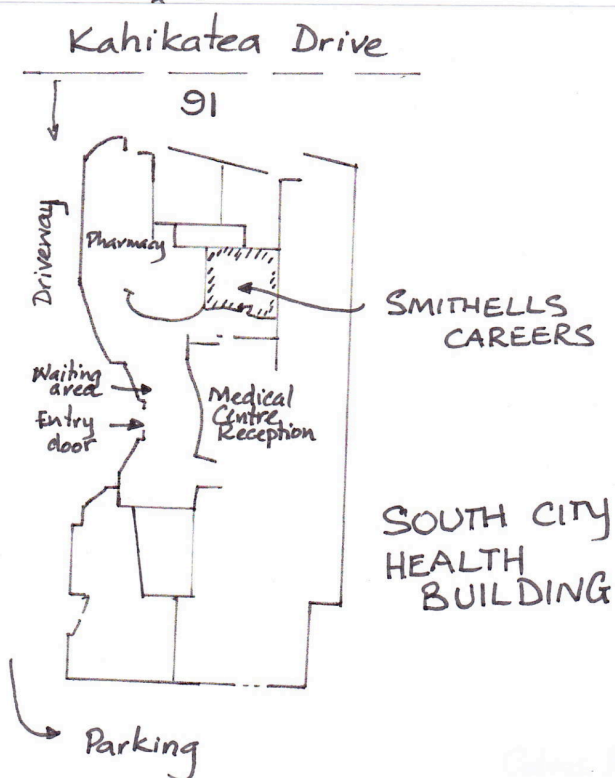 Kahikatea Drive
91
Driveway
Pharmacy
SMITHELLS
CAREERS
Waiting
area
Entry
door
Medical
Centre
Reception
SOUTH CITY
HEALTH
BUILDING
Parking